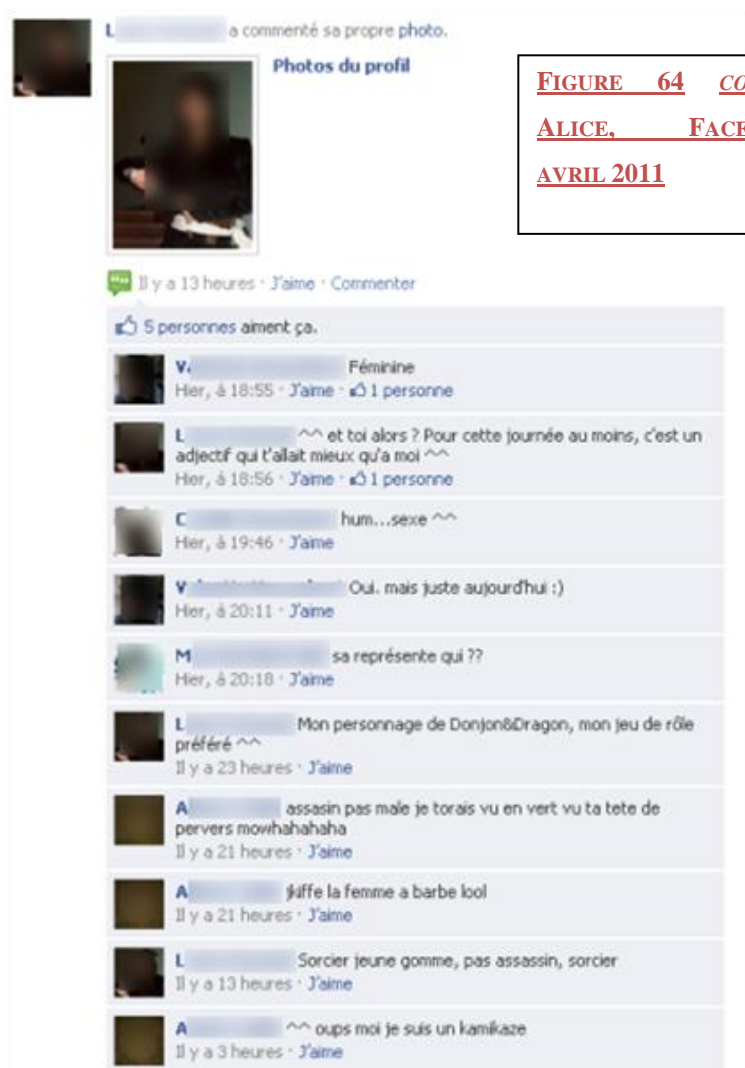 L a commenté sa propre photo.
Photos du profil
FIGURE 64
ALICE,
AVRIL 2011
Il y a 13 heures · J'aime · Commenter
5 personnes aiment ça.
V. Féminine
Hier, à 18:55 · J'aime · 1 personne
L ^^ et toi alors ? Pour cette journée au moins, c'est un
adjectif qui t'allait mieux qu'a moi ^^
Hier, à 18:56 · J'aime · 1 personne
C hum...sexe ^^
Hier, à 19:46 · J'aime
V Oui. mais juste aujourd'hui :)
Hier, à 20:11 · J'aime
M sa représente qui ??
Hier, à 20:18 · J'aime
L Mon personnage de Donjon&Dragon, mon jeu de rôle
préféré ^^
Il y a 23 heures · J'aime
A assasin pas male je torais vu en vert vu ta tete de
pervers mowhahahaha
Il y a 21 heures · J'aime
A jkiffe la femme a barbe lool
Il y a 21 heures · J'aime
L Sorcier jeune gomme, pas assassin, sorcier
Il y a 13 heures · J'aime
A ^^ oups moi je suis un kamikaze
Il y a 3 heures · J'aime